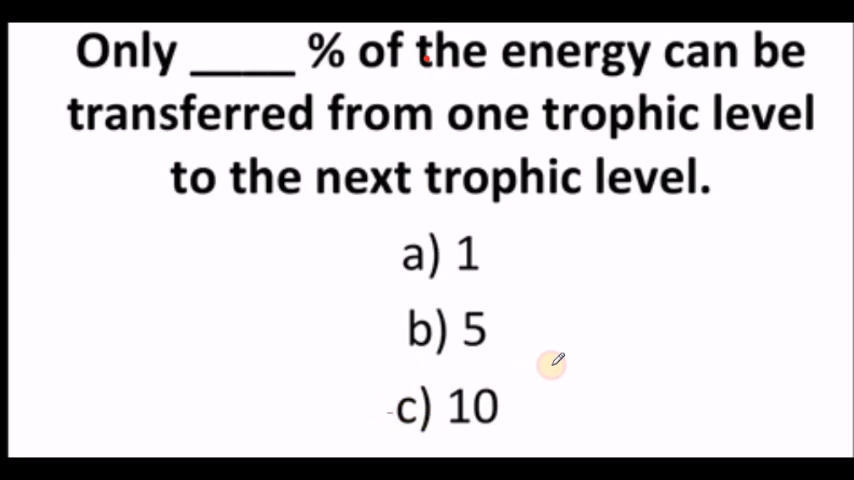 Only ____ % of the energy can be
transferred from one trophic level
to the next trophic level.
a) 1
b) 5
c) 10